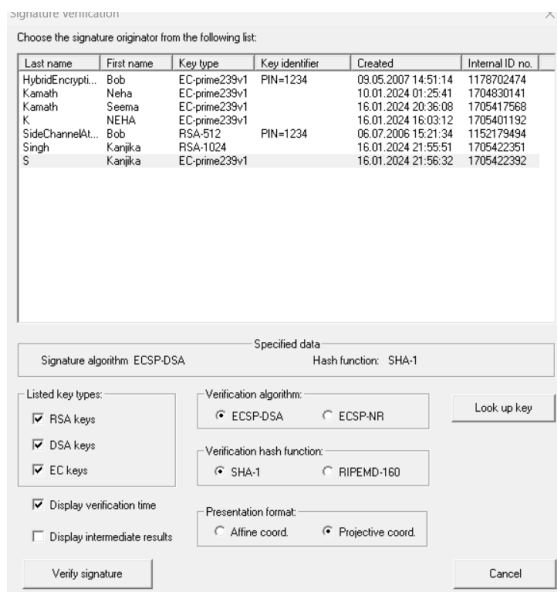 Signature verification
Choose the signature originator from the following list:
Last name First name Key type Key identifier Created Internal ID no.
HybridEncrypti... Bob EC-prime239v1 PIN=1234 09.05.2007 14:51:14 1178702474
Kamath Neha EC-prime239v1 10.01.2024 01:25:41 1704830141
Kamath Seema EC-prime239v1 16.01.2024 20:36:08 1705417568
K NEHA EC-prime239v1 16.01.2024 16:03:12 1705401192
SideChannelAt... Bob RSA-512 PIN=1234 06.07.2006 15:21:34 1152179494
Singh Kanjika RSA-1024 16.01.2024 21:55:51 1705422351
S Kanjika EC-prime239v1 16.01.2024 21:56:32 1705422392
Specified data
Signature algorithm ECSP-DSA Hash function: SHA-1
Listed key types: Verification algorithm:
RSA keys ECSP-DSA ECSP-NR Look up key
DSA keys Verification hash function:
EC keys SHA-1 RIPEMD-160
Display verification time Presentation format:
Display intermediate results Affine coord. Projective coord.
Verify signature Cancel